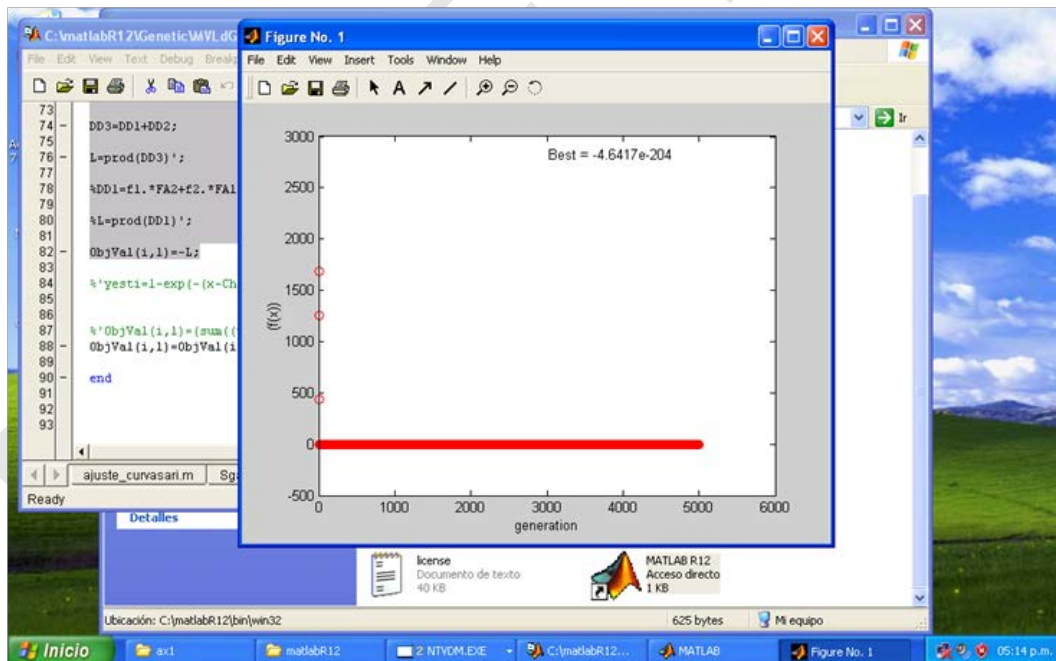 C:\matlabR12\Genetic\MVLdG
File Edit View Text Debug Breakp
73
74 - DD3=DD1+DD2;
75
76 - L=prod(DD3)';
77
78 %DD1=f1.*FA2+f2.*FA1
79
80 %L=prod(DD1)';
81
82 - ObjVal(i,1)=-L;
83
84 %'yesti=1-exp(-(x-Ch
85
86
87 %'ObjVal(i,1)=(sum((
88 - ObjVal(i,1)=ObjVal(i
89
90 - end
91
92
93
ajuste_curvasari.m Sg
Ready
Figure No. 1
File Edit View Insert Tools Window Help
Best = -4.6417e-204
3000
2500
2000
1500
1000
500
0
-500
(f(x))
0 1000 2000 3000 4000 5000 6000
generation
Ir
Detalles
license
Documento de texto
40 KB
MATLAB R12
Acceso directo
1 KB
Ubicación: C:\matlabR12\bin\win32
625 bytes
Mi equipo
Inicio
ax1
matlabR12
2 NTVDM.EXE
C:\matlabR12...
MATLAB
Figure No. 1
05:14 p.m.